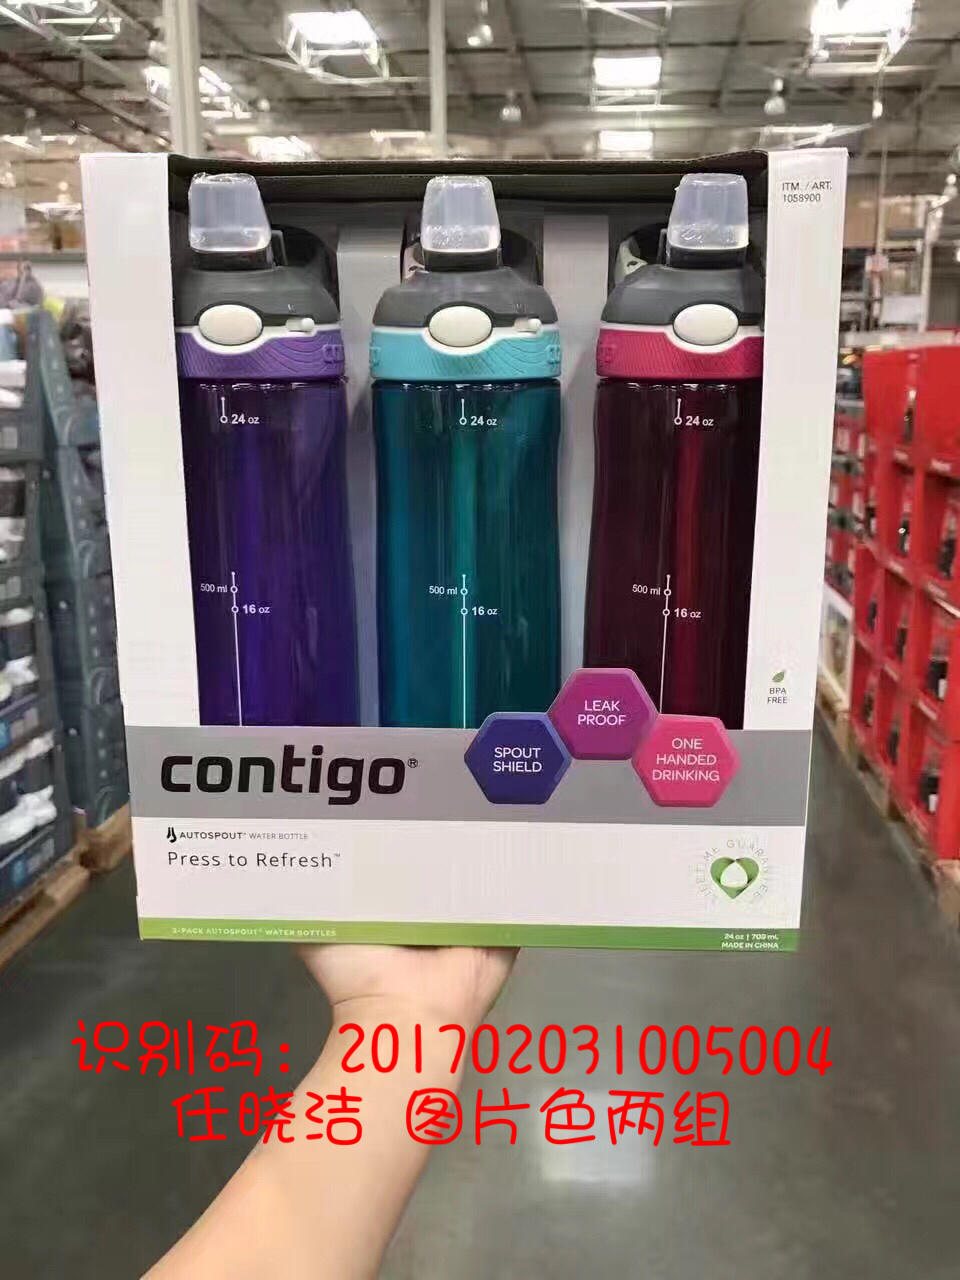 ITM. / ART.
1058900
24 oz
24 oz
24 oz
500 ml
16 oz
500 ml
16 oz
500 ml
16 oz
BPA
FREE
LEAK
PROOF
SPOUT
SHIELD
ONE
HANDED
DRINKING
contigo®
AUTOSPOUT™ WATER BOTTLE
Press to Refresh™
LIFETIME GUARANTEE
3-PACK AUTOSPOUT® WATER BOTTLES
24 oz | 709 mL
MADE IN CHINA
识别码：201702031005004
任晓洁 图片色两组